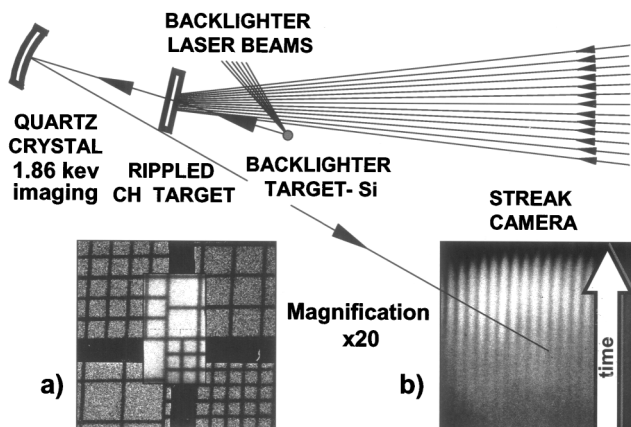 BACKLIGHTER
LASER BEAMS
QUARTZ
CRYSTAL
1.86 kev
imaging
RIPPLED
CH TARGET
BACKLIGHTER
TARGET- Si
STREAK
CAMERA
Magnification
x20
a)
b)
time